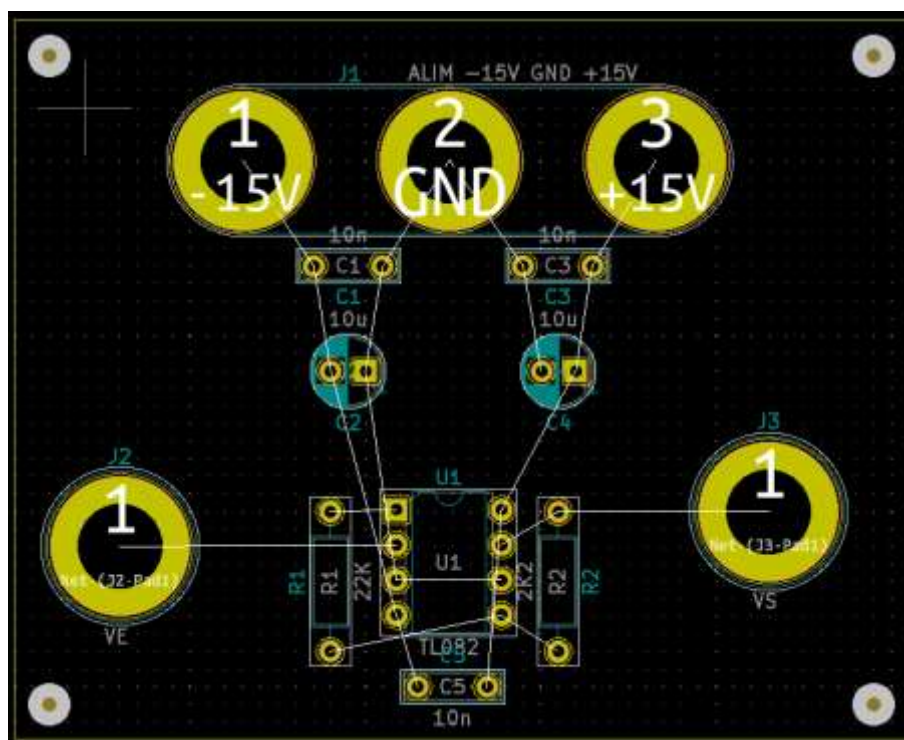 J1 ALIM -15V GND +15V
1 2 3
-15V GND +15V
10n 10n
C1 C3
C1 C3
10u 10u
C2 C4
J2 J3
1 1
U1
Net-(J2-Pad1) Net-(J3-Pad1)
R1 R1 22K U1 2K2 R2 R2
VE VS
TL082
C5
C5
10n